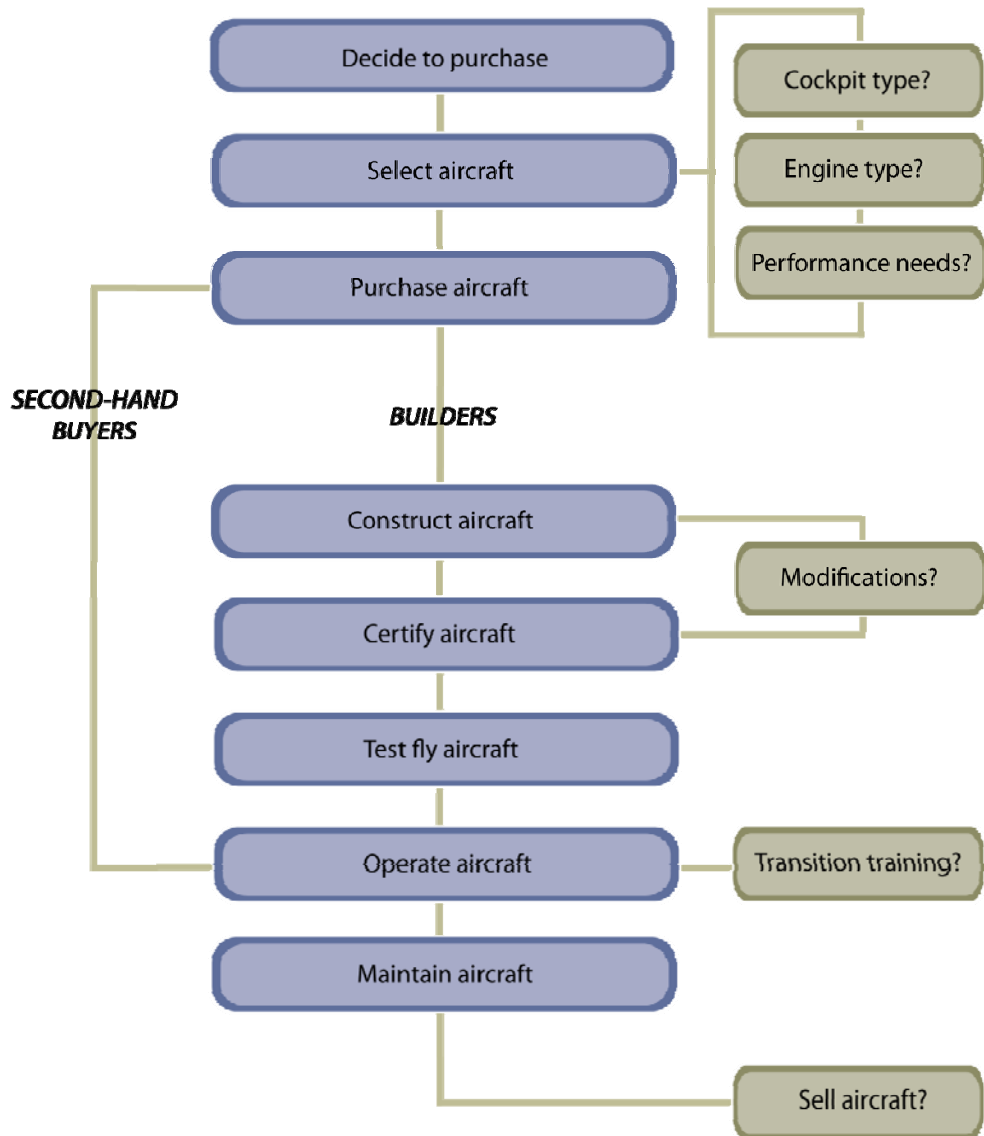 Decide to purchase
Cockpit type?
Select aircraft
Engine type?
Performance needs?
Purchase aircraft
SECOND-HAND
BUYERS
BUILDERS
Construct aircraft
Modifications?
Certify aircraft
Test fly aircraft
Operate aircraft
Transition training?
Maintain aircraft
Sell aircraft?